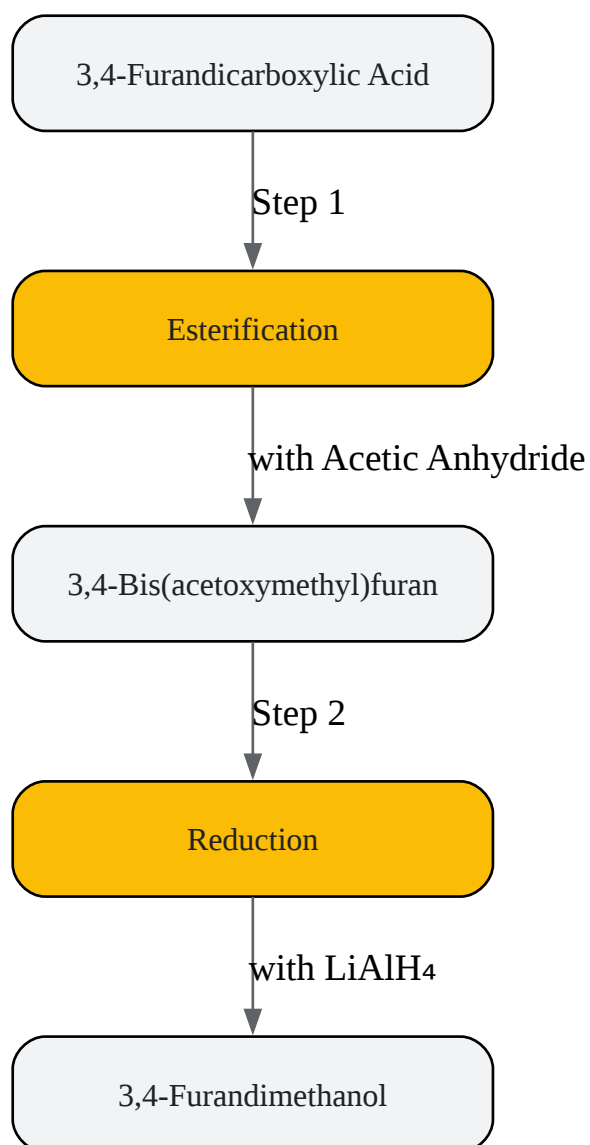 3,4-Furandicarboxylic Acid
Step 1
Esterification
with Acetic Anhydride
3,4-Bis(acetoxymethyl)furan
Step 2
Reduction
with LiAlH₄
3,4-Furandimethanol